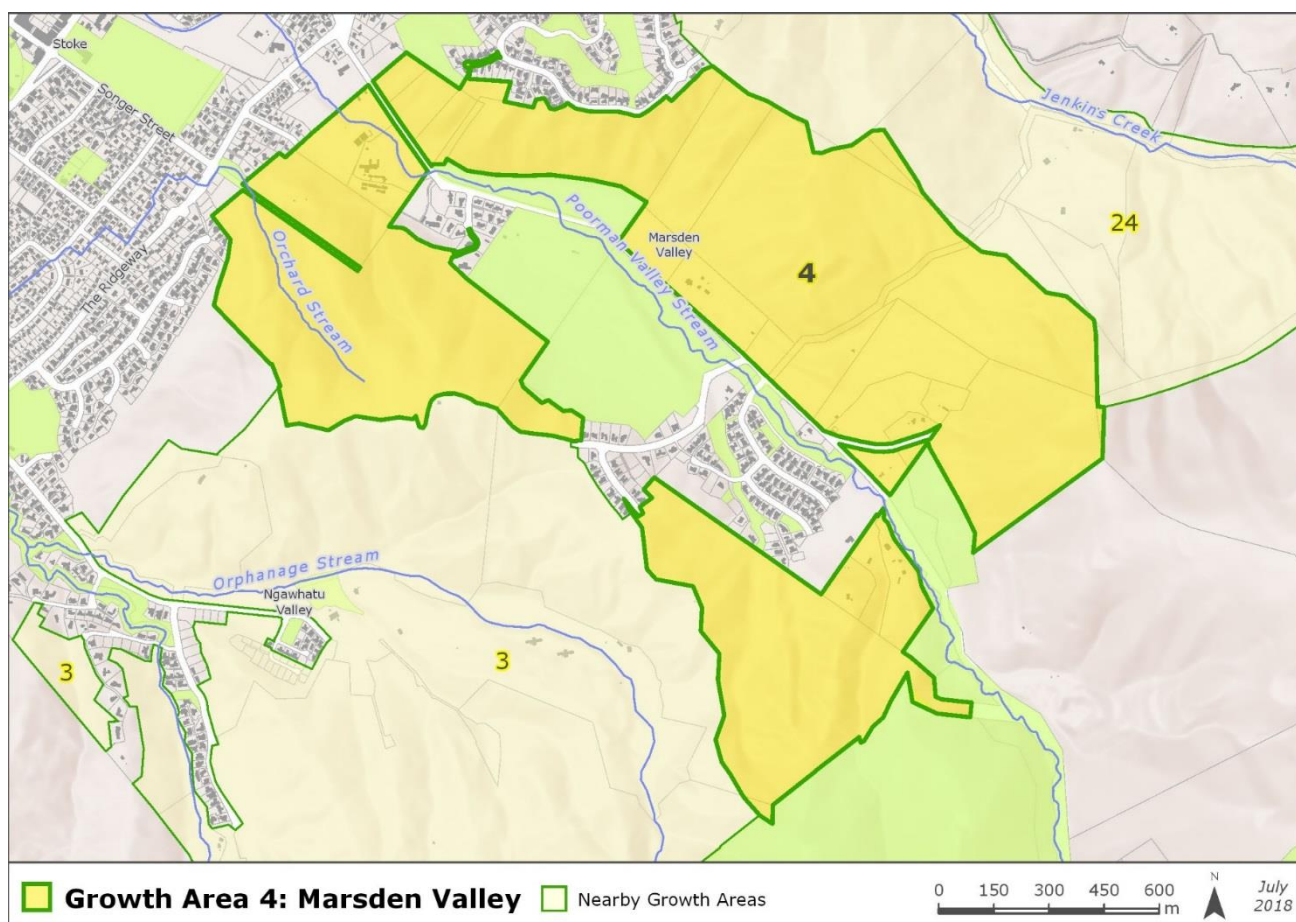 Stoke
Songer Street
The Ridgeway
Orchard Stream
Poorman Valley Stream
Marsden
Valley
Jenkins Creek
24
4
Orphanage Stream
Ngawhatu
Valley
3
3
Growth Area 4: Marsden Valley
Nearby Growth Areas
0 150 300 450 600
m
N
July
2018